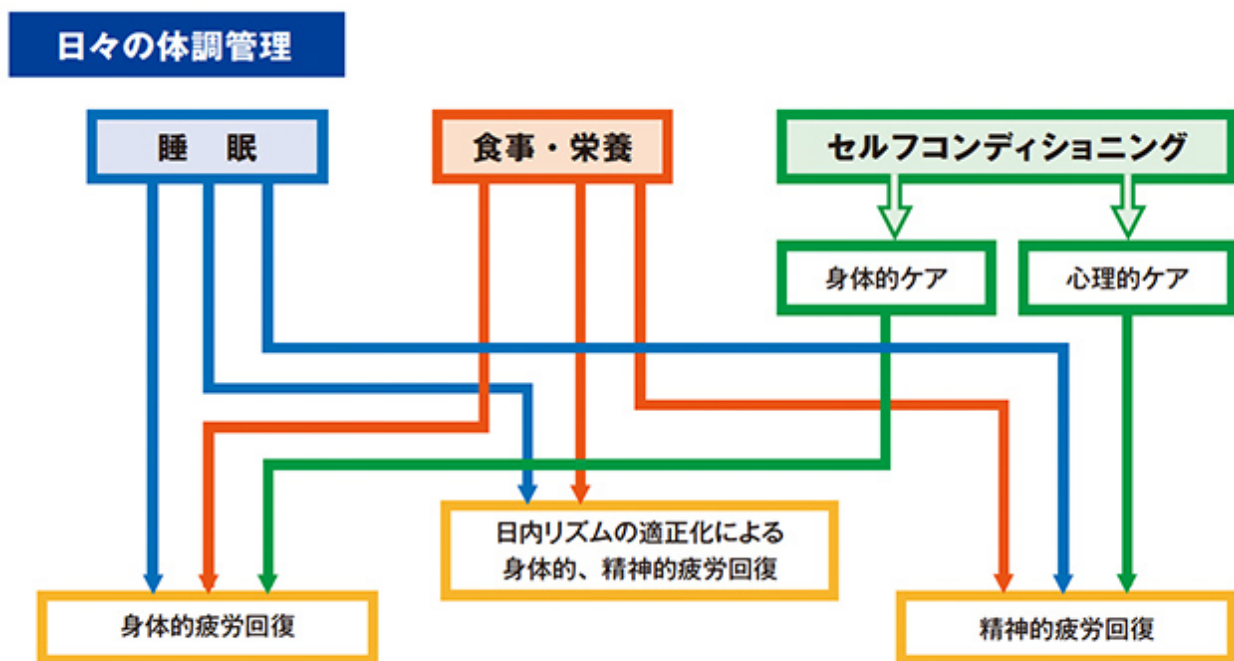 日々の体調管理
睡　眠
食事・栄養
セルフコンディショニング
身体的ケア
心理的ケア
日内リズムの適正化による
身体的、精神的疲労回復
身体的疲労回復
精神的疲労回復